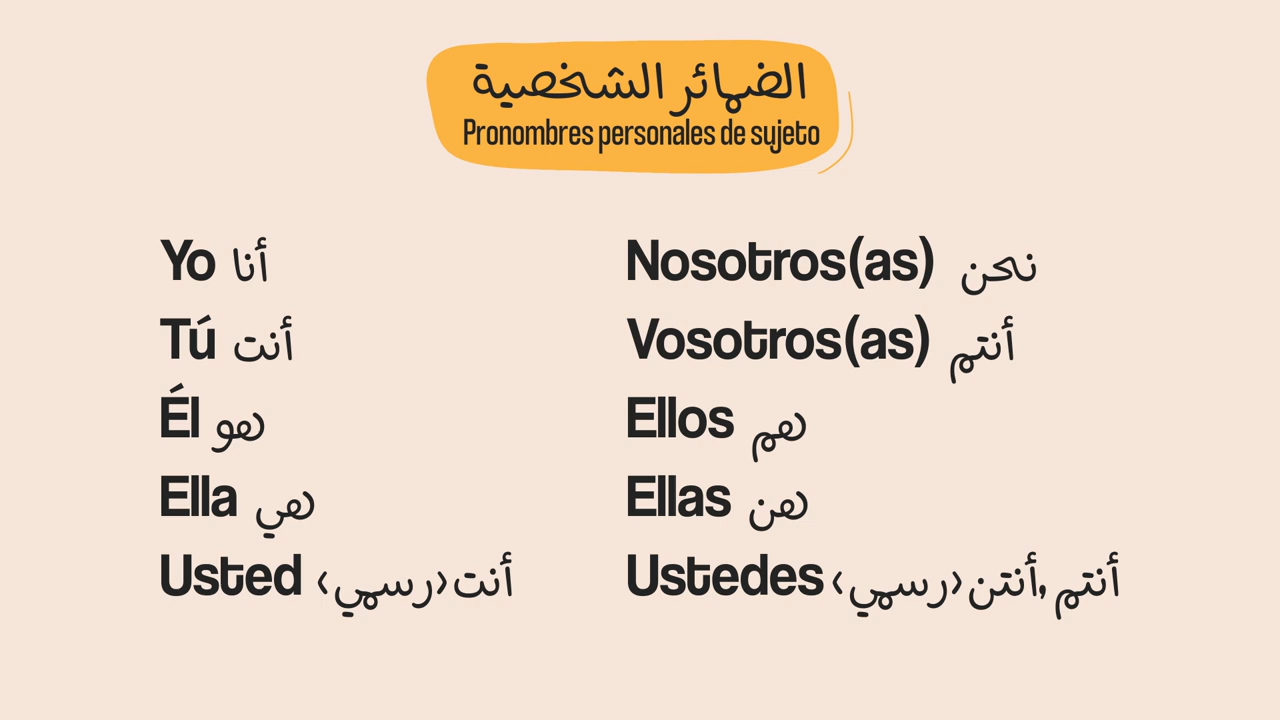 الضمائر الشخصية
Pronombres personales de sujeto
Yo أنا
Tú أنت
Él هو
Ella هي
Usted أنت (رسمي)
Nosotros(as) نحن
Vosotros(as) أنتم
Ellos هم
Ellas هن
Ustedes أنتم ,أنتن (رسمي)